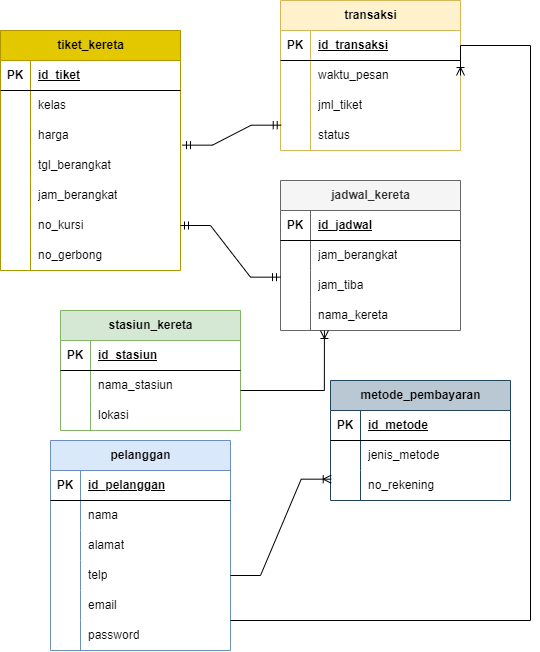 transaksi
PK id_transaksi
waktu_pesan
jml_tiket
status
tiket_kereta
PK id_tiket
kelas
harga
tgl_berangkat
jam_berangkat
no_kursi
no_gerbong
jadwal_kereta
PK id_jadwal
jam_berangkat
jam_tiba
nama_kereta
stasiun_kereta
PK id_stasiun
nama_stasiun
lokasi
metode_pembayaran
PK id_metode
jenis_metode
no_rekening
pelanggan
PK id_pelanggan
nama
alamat
telp
email
password